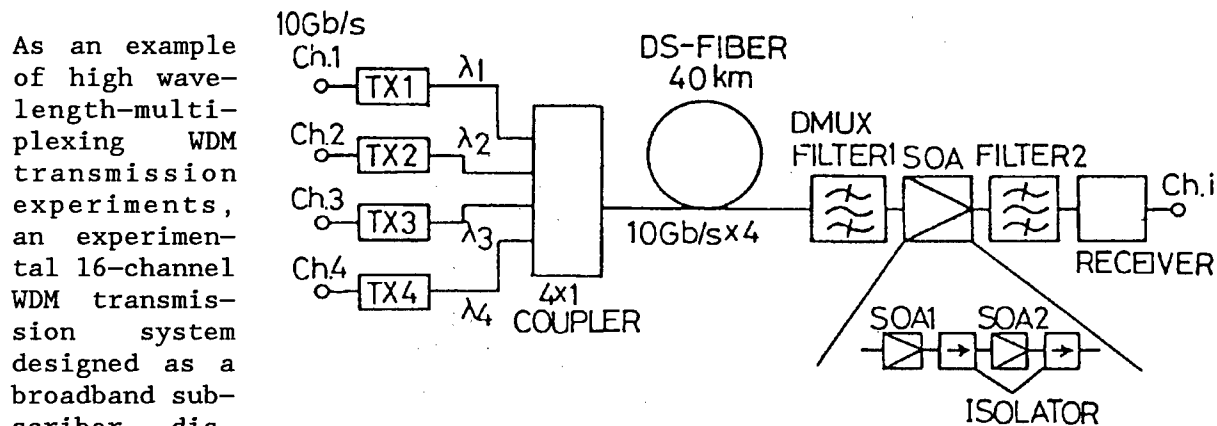 As an example
of high wave-
length-multi-
plexing WDM
transmission
experiments,
an experimen-
tal 16-channel
WDM transmis-
sion system
designed as a
broadband sub-
scriber dis-
10Gb/s
Ch.1
TX1
λ1
Ch.2
TX2
λ2
Ch.3
TX3
λ3
Ch.4
TX4
λ4
4x1
COUPLER
DS-FIBER
40 km
10Gb/sx4
DMUX
FILTER1 SOA FILTER2
Ch.i
RECEIVER
SOA1 SOA2
ISOLATOR